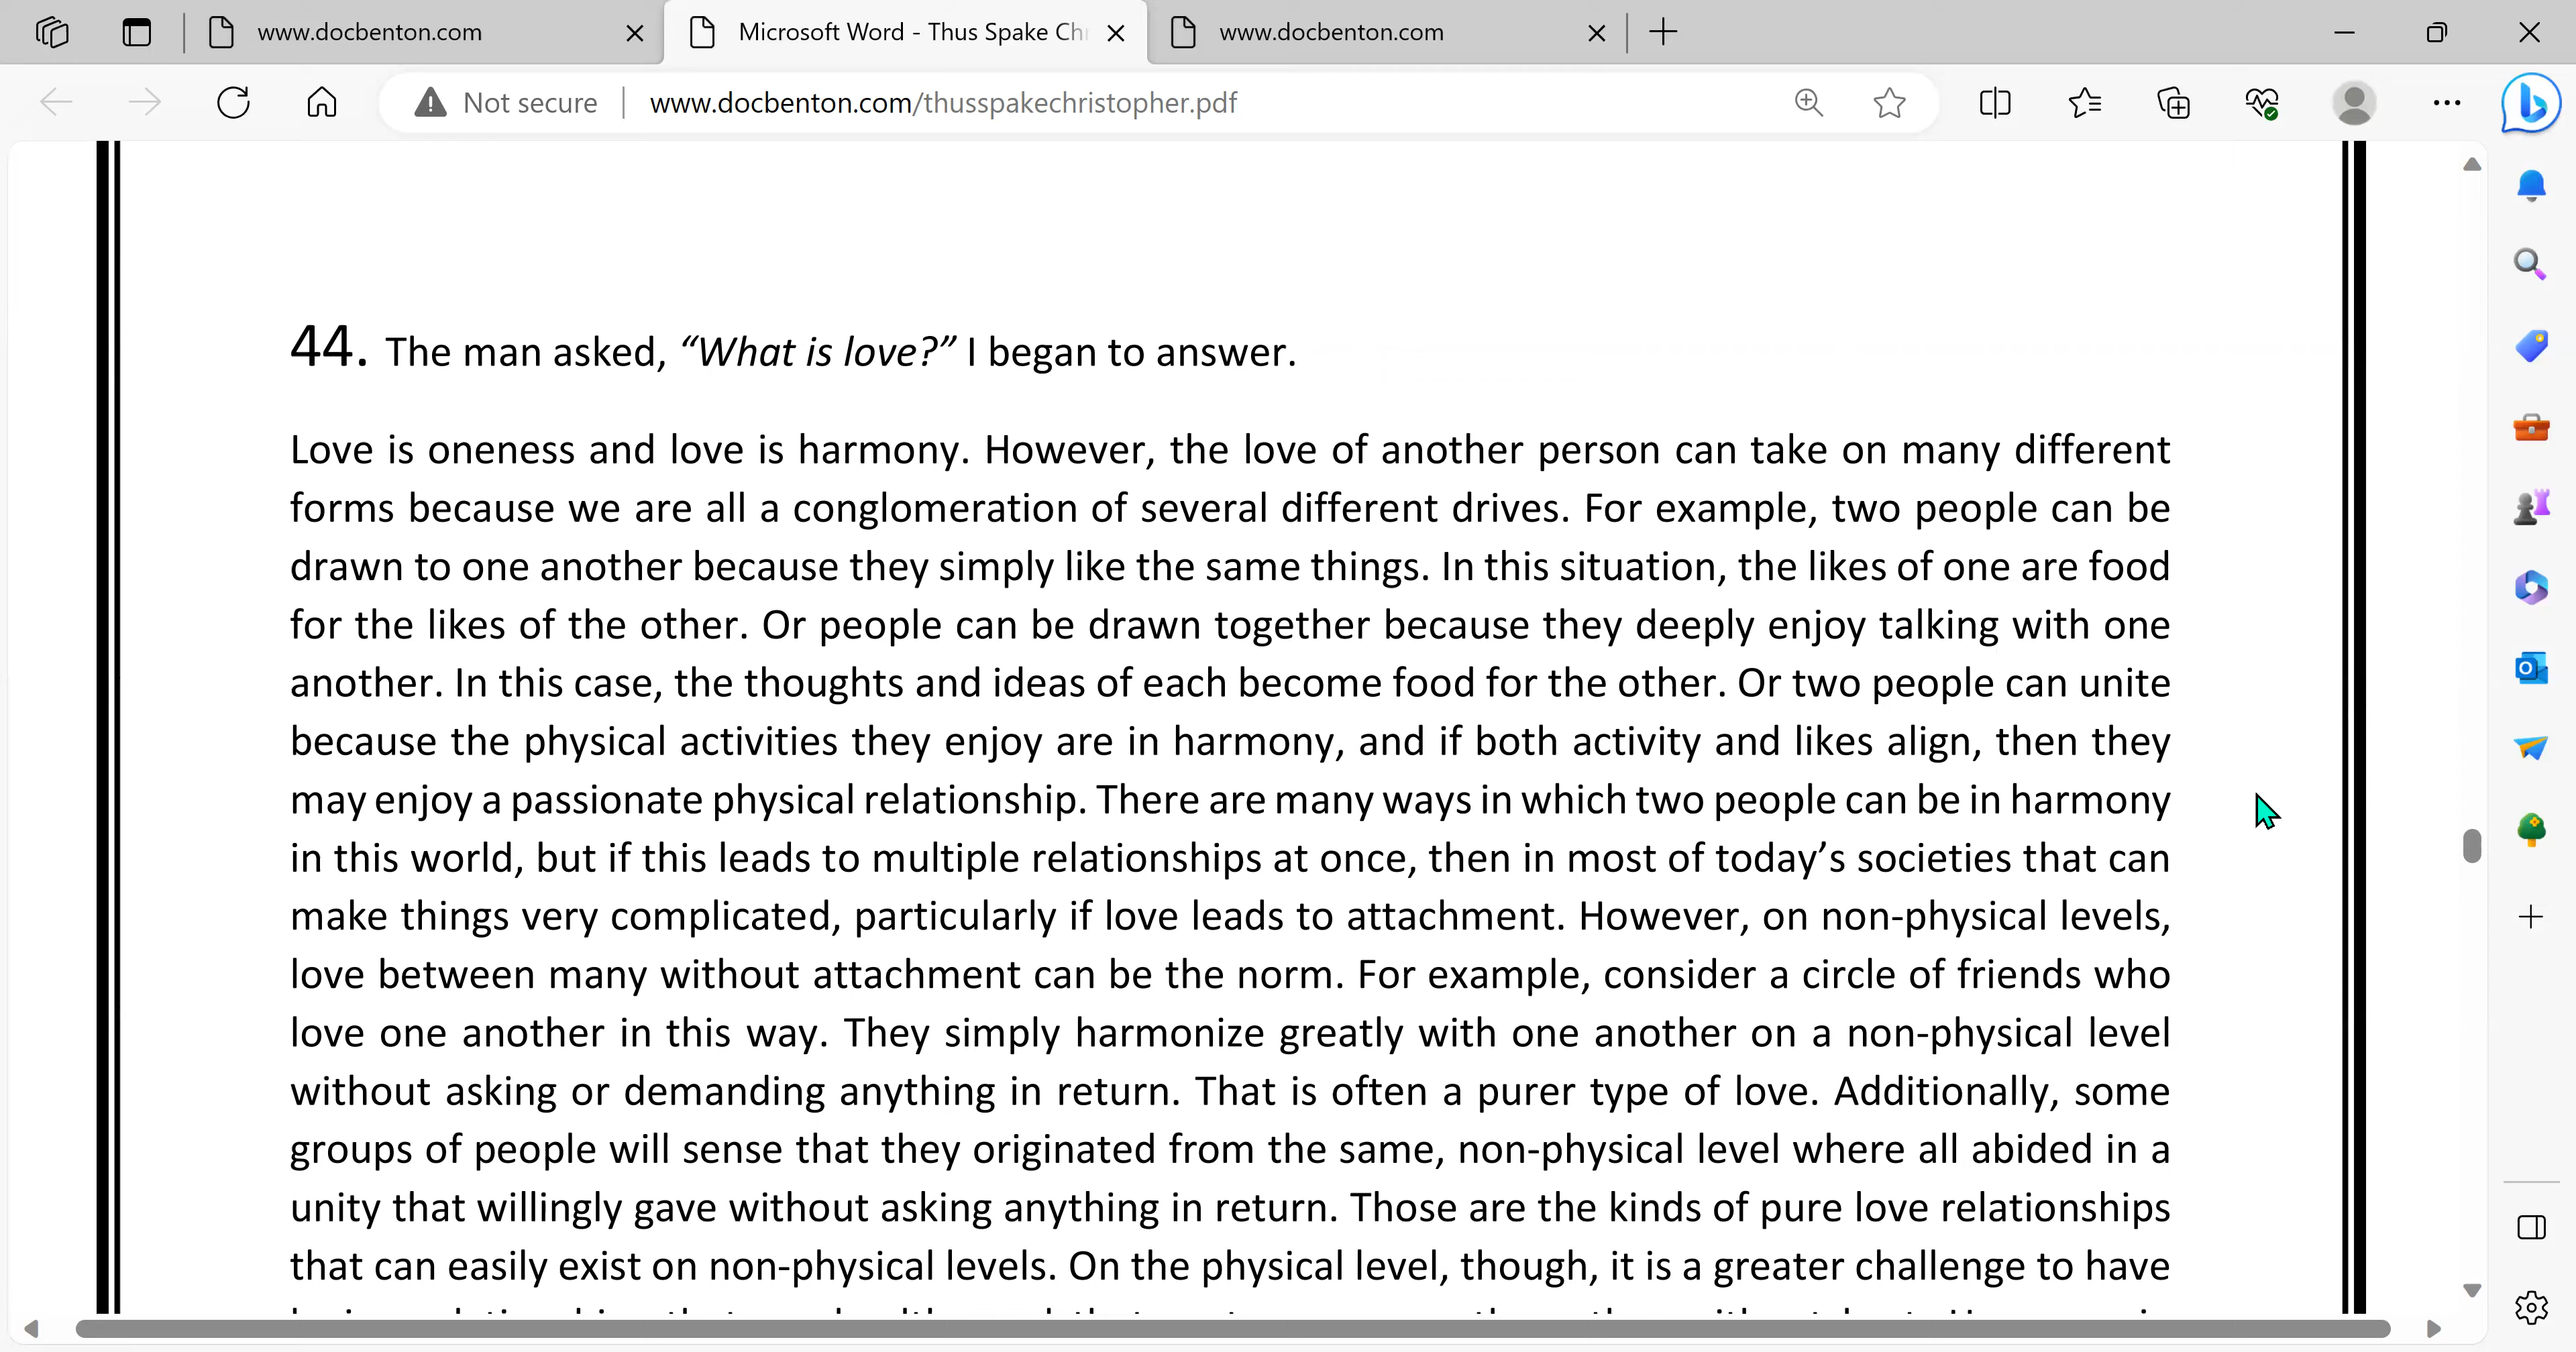 www.docbenton.com
Microsoft Word - Thus Spake Ch
www.docbenton.com
Not secure
www.docbenton.com/thusspakechristopher.pdf
44. The man asked, “What is love?” I began to answer.
Love is oneness and love is harmony. However, the love of another person can take on many different
forms because we are all a conglomeration of several different drives. For example, two people can be
drawn to one another because they simply like the same things. In this situation, the likes of one are food
for the likes of the other. Or people can be drawn together because they deeply enjoy talking with one
another. In this case, the thoughts and ideas of each become food for the other. Or two people can unite
because the physical activities they enjoy are in harmony, and if both activity and likes align, then they
may enjoy a passionate physical relationship. There are many ways in which two people can be in harmony
in this world, but if this leads to multiple relationships at once, then in most of today’s societies that can
make things very complicated, particularly if love leads to attachment. However, on non-physical levels,
love between many without attachment can be the norm. For example, consider a circle of friends who
love one another in this way. They simply harmonize greatly with one another on a non-physical level
without asking or demanding anything in return. That is often a purer type of love. Additionally, some
groups of people will sense that they originated from the same, non-physical level where all abided in a
unity that willingly gave without asking anything in return. Those are the kinds of pure love relationships
that can easily exist on non-physical levels. On the physical level, though, it is a greater challenge to have